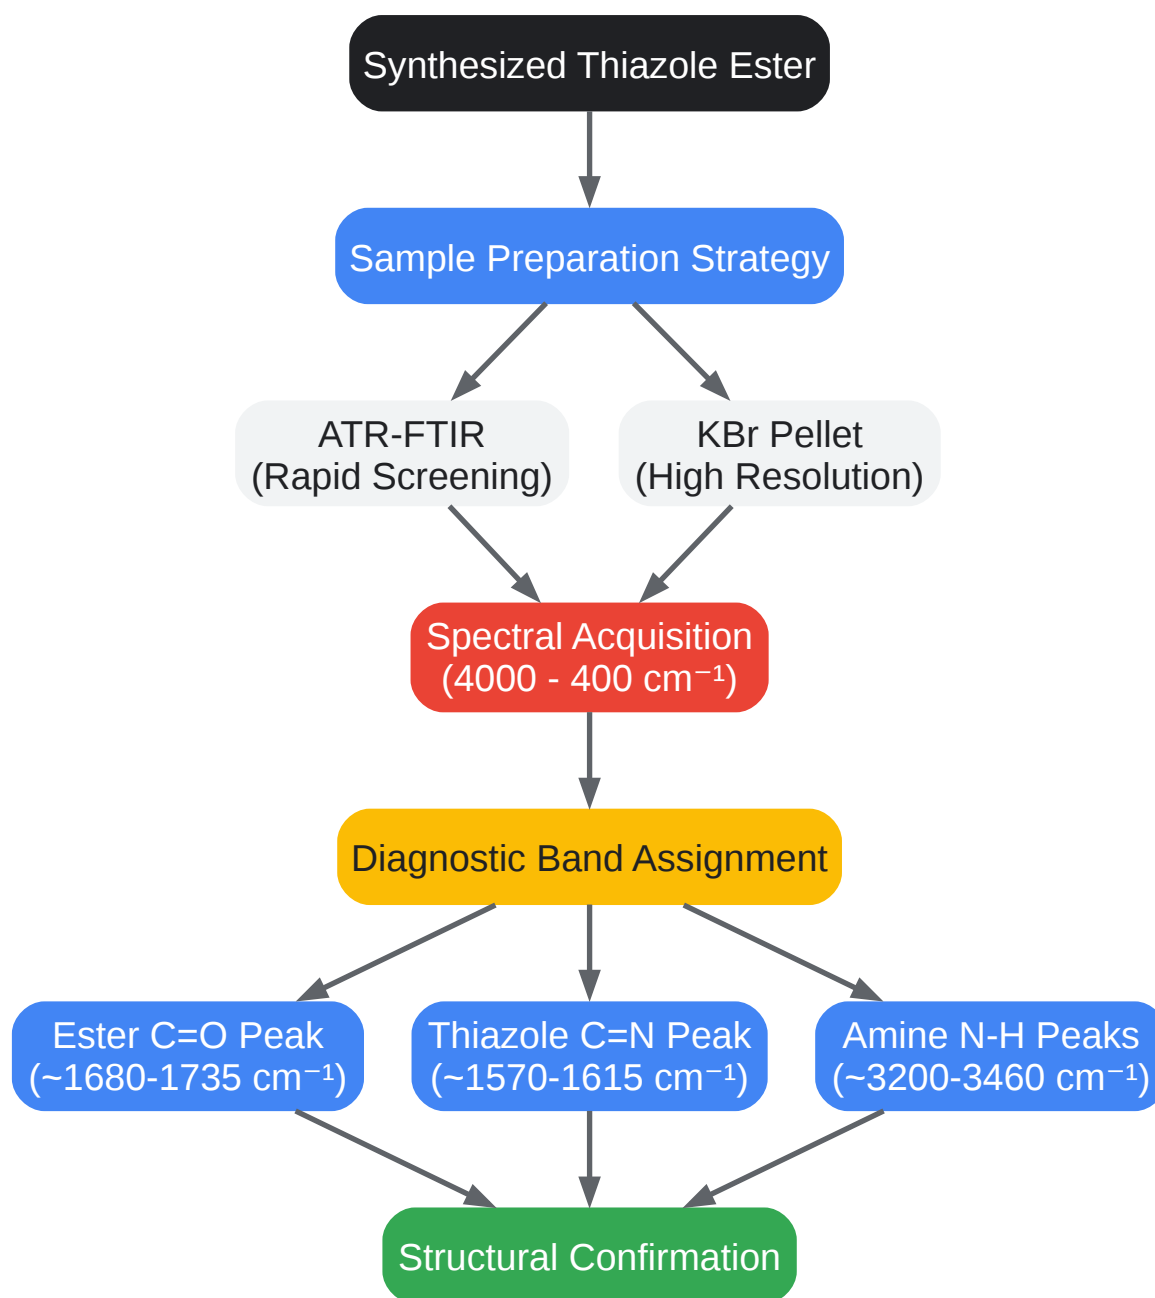 Synthesized Thiazole Ester
Sample Preparation Strategy
ATR-FTIR
(Rapid Screening)
KBr Pellet
(High Resolution)
Spectral Acquisition
(4000 - 400 cm⁻¹)
Diagnostic Band Assignment
Ester C=O Peak
(~1680-1735 cm⁻¹)
Thiazole C=N Peak
(~1570-1615 cm⁻¹)
Amine N-H Peaks
(~3200-3460 cm⁻¹)
Structural Confirmation